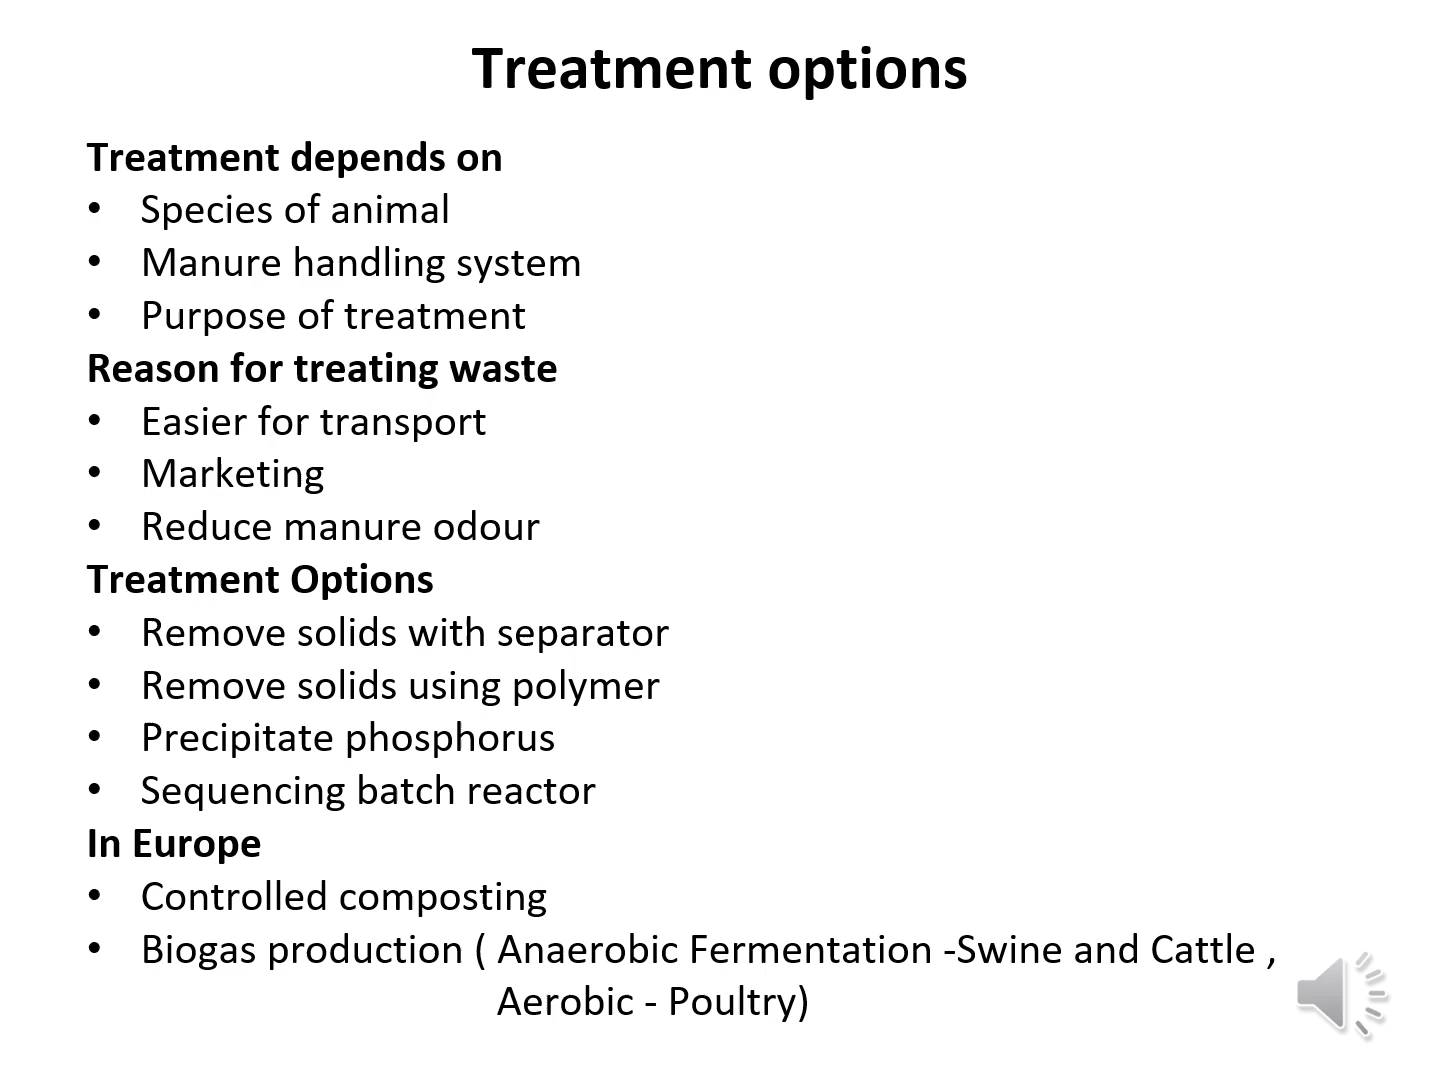 Treatment options
Treatment depends on
• Species of animal
• Manure handling system
• Purpose of treatment
Reason for treating waste
• Easier for transport
• Marketing
• Reduce manure odour
Treatment Options
• Remove solids with separator
• Remove solids using polymer
• Precipitate phosphorus
• Sequencing batch reactor
In Europe
• Controlled composting
• Biogas production ( Anaerobic Fermentation -Swine and Cattle ,
Aerobic - Poultry)